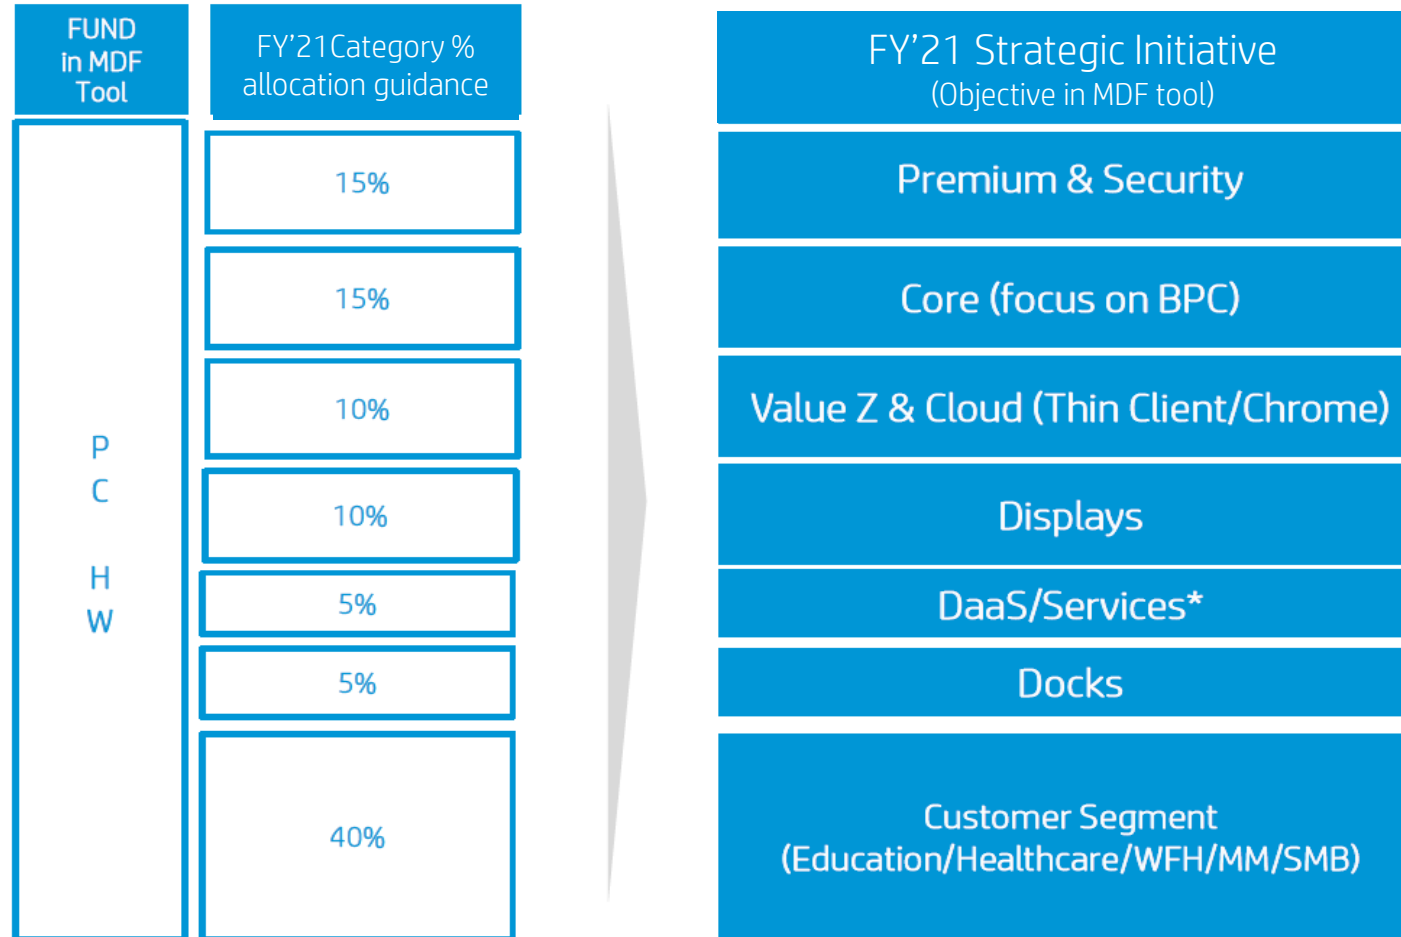 FUND
in MDF
Tool
FY’21Category %
allocation guidance
FY’21 Strategic Initiative
(Objective in MDF tool)
P
C
H
W
15%
Premium & Security
15%
Core (focus on BPC)
10%
Value Z & Cloud (Thin Client/Chrome)
10%
Displays
5%
DaaS/Services*
5%
Docks
40%
Customer Segment
(Education/Healthcare/WFH/MM/SMB)